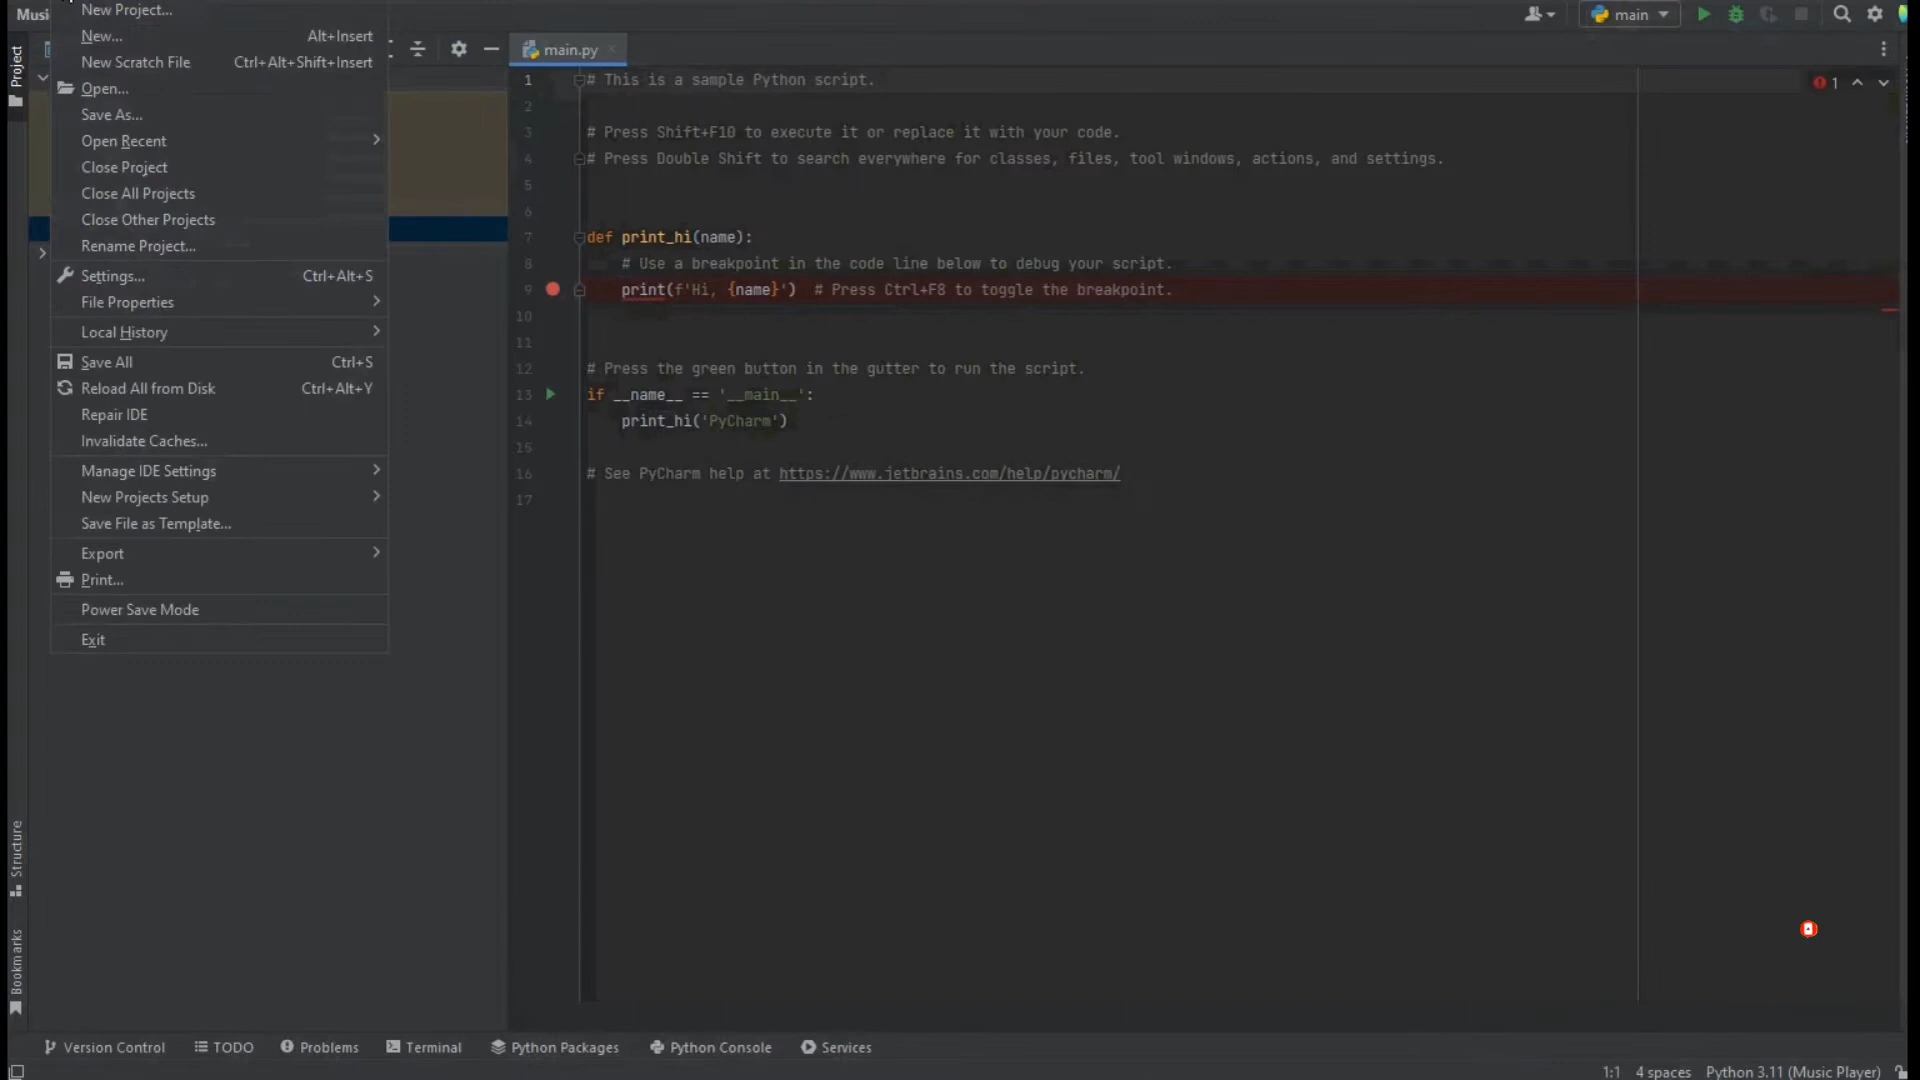 Musi
main
New Project...
New... Alt+Insert
New Scratch File Ctrl+Alt+Shift+Insert
Open...
Save As...
Open Recent
Close Project
Close All Projects
Close Other Projects
Rename Project...
Settings... Ctrl+Alt+S
File Properties
Local History
Save All Ctrl+S
Reload All from Disk Ctrl+Alt+Y
Repair IDE
Invalidate Caches...
Manage IDE Settings
New Projects Setup
Save File as Template...
Export
Print...
Power Save Mode
Exit
Project
Structure
Bookmarks
main.py
1
1 # This is a sample Python script.
2
3 # Press Shift+F10 to execute it or replace it with your code.
4 # Press Double Shift to search everywhere for classes, files, tool windows, actions, and settings.
5
6
7 def print_hi(name):
8 # Use a breakpoint in the code line below to debug your script.
9 print(f'Hi, {name}') # Press Ctrl+F8 to toggle the breakpoint.
10
11
12 # Press the green button in the gutter to run the script.
13 if __name__ == '__main__':
14 print_hi('PyCharm')
15
16 # See PyCharm help at https://www.jetbrains.com/help/pycharm/
17
Version Control TODO Problems Terminal Python Packages Python Console Services
1:1 4 spaces Python 3.11 (Music Player)